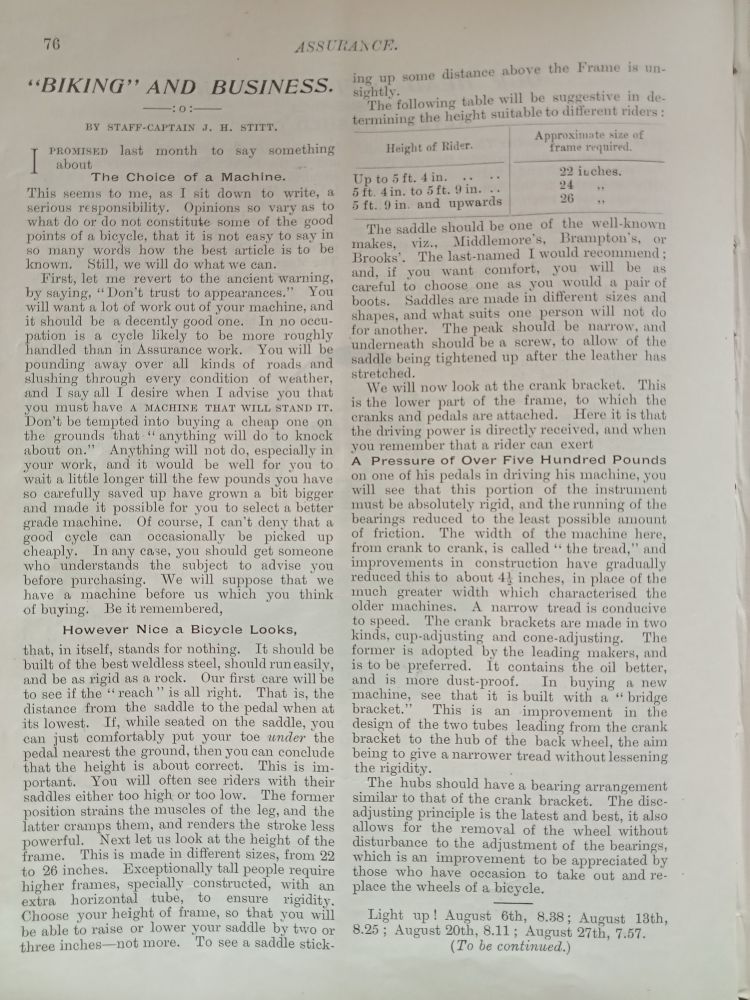 76
ASSURANCE.
"BIKING" AND BUSINESS.
—:o:—
BY STAFF-CAPTAIN J. H. STITT.
I PROMISED last month to say something
about
The Choice of a Machine.
This seems to me, as I sit down to write, a
serious responsibility. Opinions so vary as to
what do or do not constitute some of the good
points of a bicycle, that it is not easy to say in
so many words how the best article is to be
known. Still, we will do what we can.
First, let me revert to the ancient warning,
by saying, "Don't trust to appearances." You
will want a lot of work out of your machine, and
it should be a decently good one. In no occu-
pation is a cycle likely to be more roughly
handled than in Assurance work. You will be
pounding away over all kinds of roads and
slushing through every condition of weather,
and I say all I desire when I advise you that
you must have A MACHINE THAT WILL STAND IT.
Don't be tempted into buying a cheap one on
the grounds that "anything will do to knock
about on." Anything will not do, especially in
your work, and it would be well for you to
wait a little longer till the few pounds you have
so carefully saved up have grown a bit bigger
and made it possible for you to select a better
grade machine. Of course, I can't deny that a
good cycle can occasionally be picked up
cheaply. In any case, you should get someone
who understands the subject to advise you
before purchasing. We will suppose that we
have a machine before us which you think
of buying. Be it remembered,
However Nice a Bicycle Looks,
that, in itself, stands for nothing. It should be
built of the best weldless steel, should run easily,
and be as rigid as a rock. Our first care will be
to see if the "reach" is all right. That is, the
distance from the saddle to the pedal when at
its lowest. If, while seated on the saddle, you
can just comfortably put your toe under the
pedal nearest the ground, then you can conclude
that the height is about correct. This is im-
portant. You will often see riders with their
saddles either too high or too low. The former
position strains the muscles of the leg, and the
latter cramps them, and renders the stroke less
powerful. Next let us look at the height of the
frame. This is made in different sizes, from 22
to 26 inches. Exceptionally tall people require
higher frames, specially constructed, with an
extra horizontal tube, to ensure rigidity.
Choose your height of frame, so that you will
be able to raise or lower your saddle by two or
three inches—not more. To see a saddle stick-
ing up some distance above the Frame is un-
sightly.
The following table will be suggestive in de-
termining the height suitable to different riders:
Height of Rider. Approximate size of
frame required.
Up to 5 ft. 4 in. .. .. 22 inches.
5 ft. 4 in. to 5 ft. 9 in. .. 24 ,,
5 ft. 9 in. and upwards 26 ,,
The saddle should be one of the well-known
makes, viz., Middlemore's, Brampton's, or
Brooks'. The last-named I would recommend;
and, if you want comfort, you will be as
careful to choose one as you would a pair of
boots. Saddles are made in different sizes and
shapes, and what suits one person will not do
for another. The peak should be narrow, and
underneath should be a screw, to allow of the
saddle being tightened up after the leather has
stretched.
We will now look at the crank bracket. This
is the lower part of the frame, to which the
cranks and pedals are attached. Here it is that
the driving power is directly received, and when
you remember that a rider can exert
A Pressure of Over Five Hundred Pounds
on one of his pedals in driving his machine, you
will see that this portion of the instrument
must be absolutely rigid, and the running of the
bearings reduced to the least possible amount
of friction. The width of the machine here,
from crank to crank, is called "the tread," and
improvements in construction have gradually
reduced this to about 4½ inches, in place of the
much greater width which characterised the
older machines. A narrow tread is conducive
to speed. The crank brackets are made in two
kinds, cup-adjusting and cone-adjusting. The
former is adopted by the leading makers, and
is to be preferred. It contains the oil better,
and is more dust-proof. In buying a new
machine, see that it is built with a "bridge
bracket." This is an improvement in the
design of the two tubes leading from the crank
bracket to the hub of the back wheel, the aim
being to give a narrower tread without lessening
the rigidity.
The hubs should have a bearing arrangement
similar to that of the crank bracket. The disc-
adjusting principle is the latest and best, it also
allows for the removal of the wheel without
disturbance to the adjustment of the bearings,
which is an improvement to be appreciated by
those who have occasion to take out and re-
place the wheels of a bicycle.
Light up! August 6th, 8.38; August 13th,
8.25; August 20th, 8.11; August 27th, 7.57.
(To be continued.)